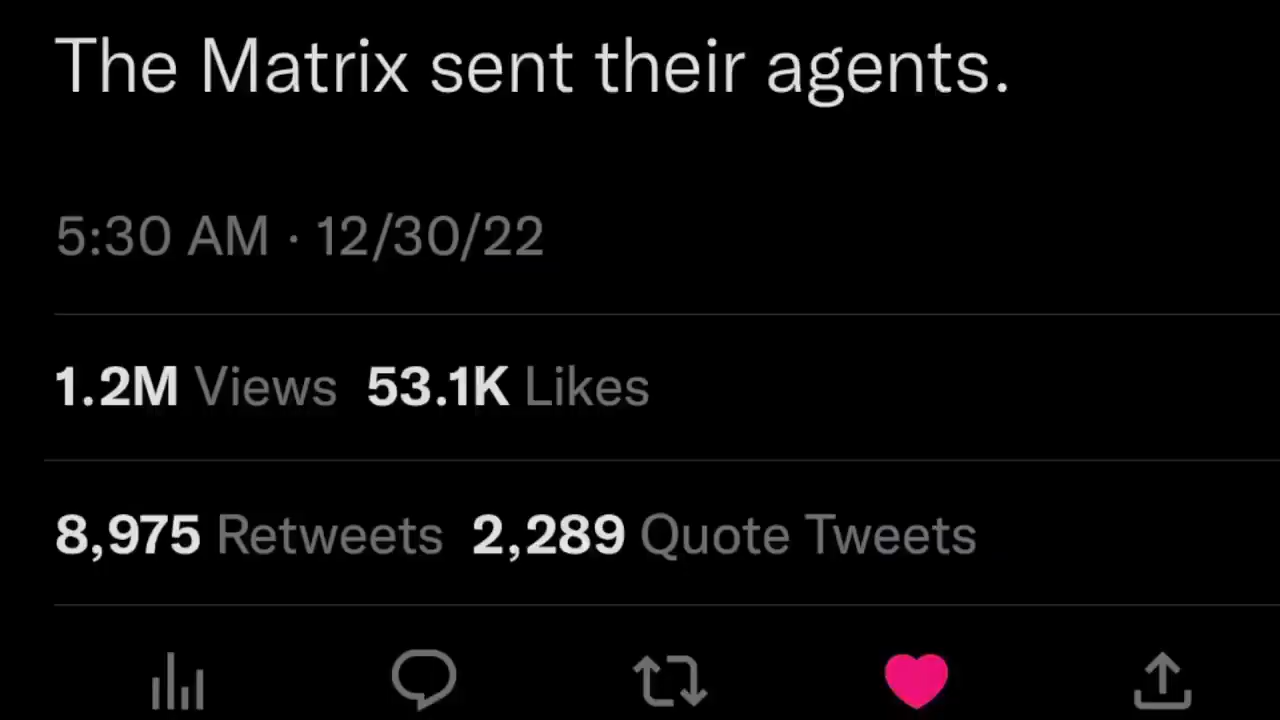 The Matrix sent their agents.
5:30 AM · 12/30/22
1.2M Views 53.1K Likes
8,975 Retweets 2,289 Quote Tweets